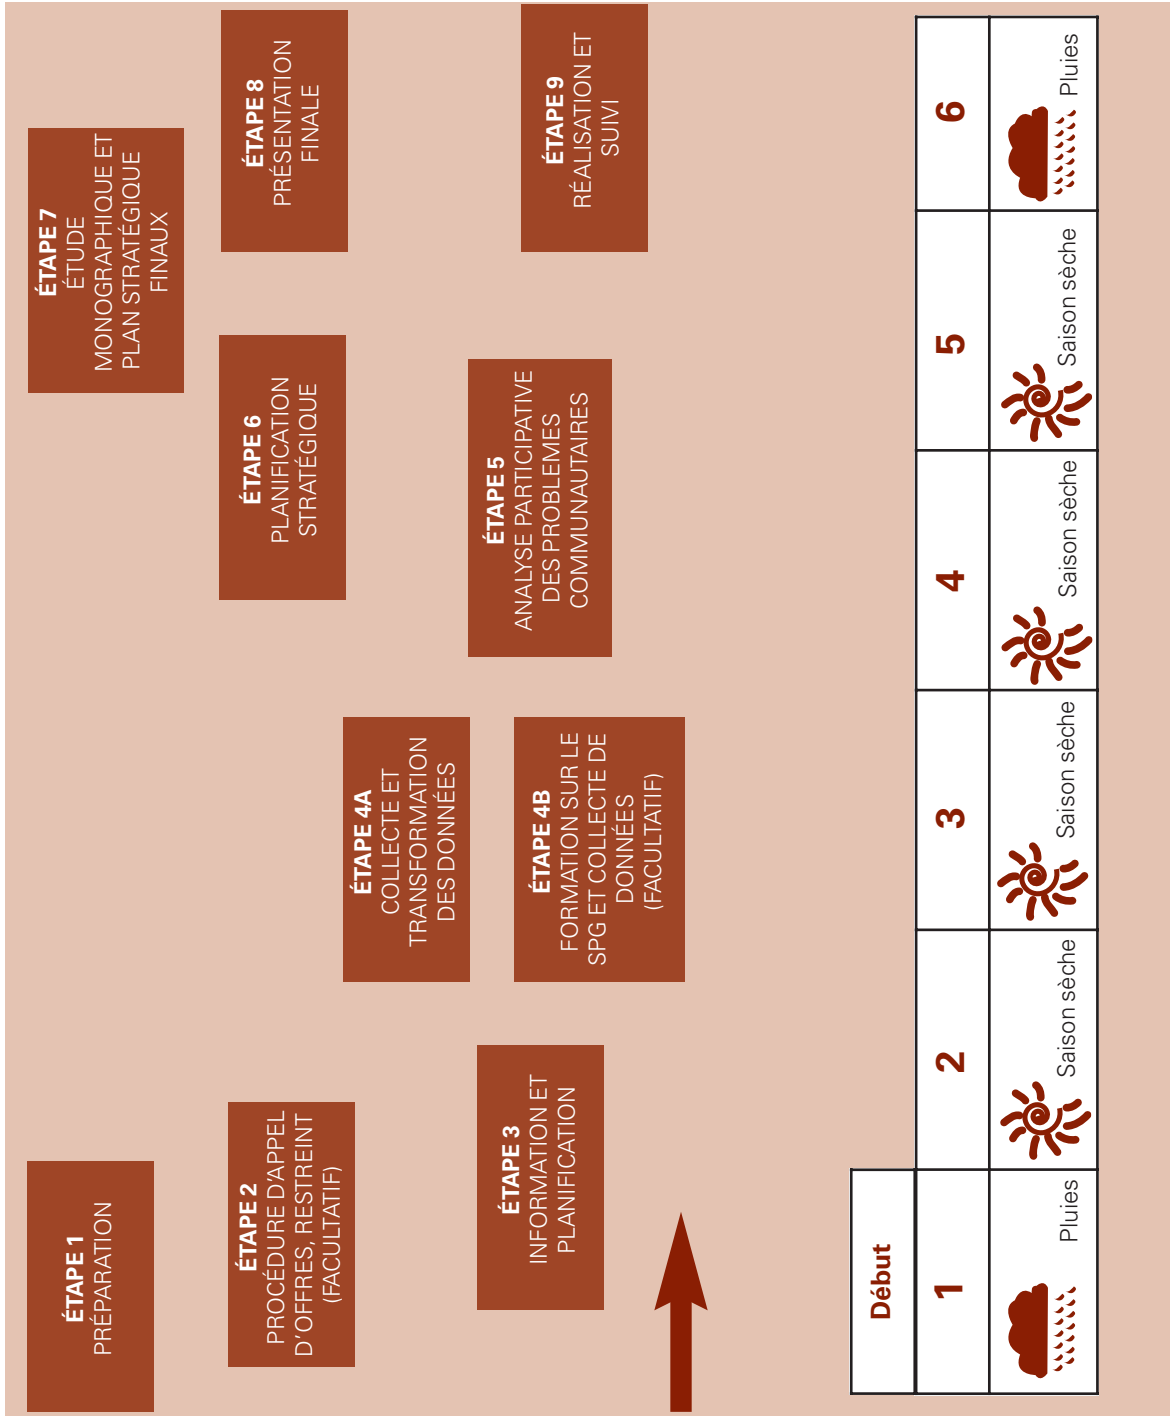 ÉTAPE 1
PRÉPARATION
ÉTAPE 2
PROCÉDURE D'APPEL
D'OFFRES, RESTREINT
(FACULTATIF)
ÉTAPE 3
INFORMATION ET
PLANIFICATION
ÉTAPE 4A
COLLECTE ET
TRANSFORMATION
DES DONNÉES
ÉTAPE 4B
FORMATION SUR LE
SPG ET COLLECTE DE
DONNÉES
(FACULTATIF)
ÉTAPE 5
ANALYSE PARTICIPATIVE
DES PROBLEMES
COMMUNAUTAIRES
ÉTAPE 6
PLANIFICATION
STRATÉGIQUE
ÉTAPE 7
ÉTUDE
MONOGRAPHIQUE ET
PLAN STRATÉGIQUE
FINAUX
ÉTAPE 8
PRÉSENTATION
FINALE
ÉTAPE 9
RÉALISATION ET
SUIVI
Début
1
2
3
4
5
6
Pluies
Saison sèche
Saison sèche
Saison sèche
Saison sèche
Pluies